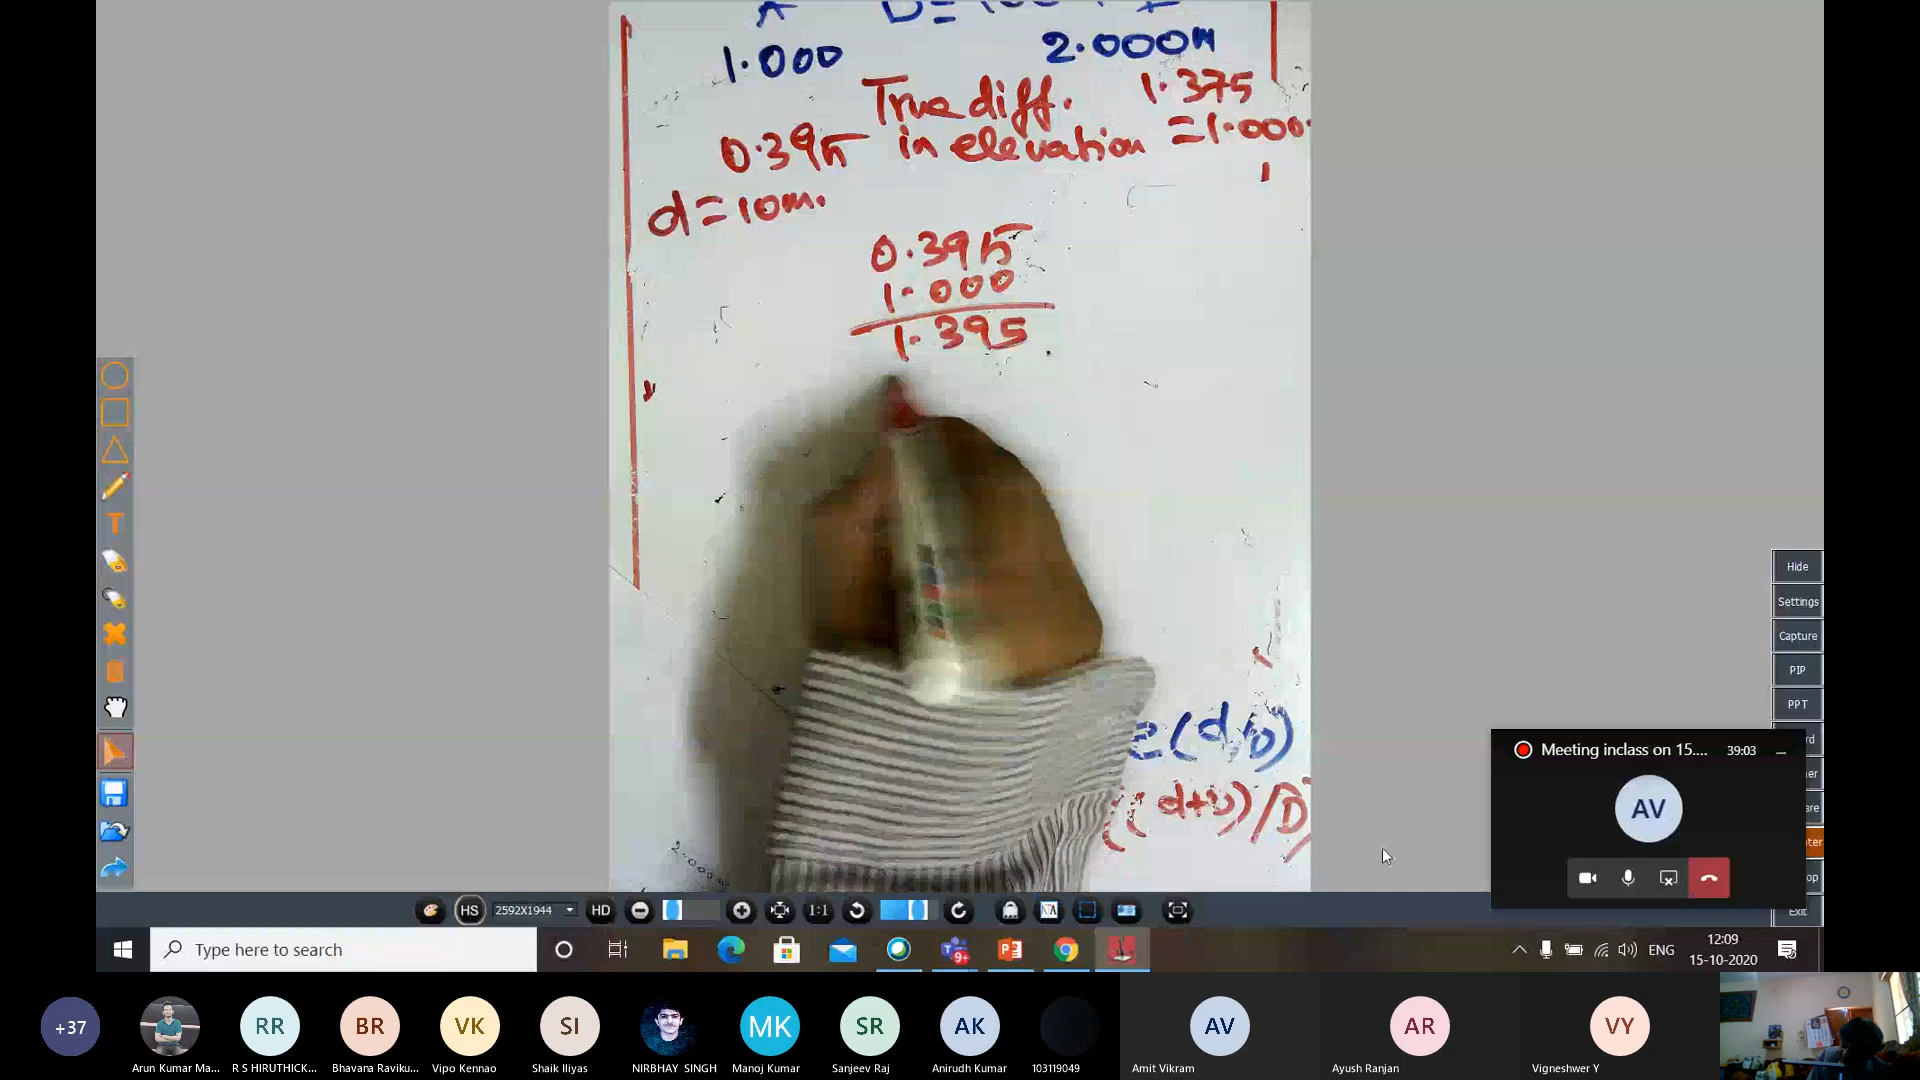 1.000
2.000m
True diff.
1.375
0.395 in elevation = 1.000
d = 10m.
0.395
1.000
1.395
(d/D)
((d+D)/D)
2.000m
Hide
Settings
Capture
PIP
PPT
Exit
Meeting inclass on 15.... 39:03
AV
HS 2592X1944 HD 1:1
Type here to search
9+
ENG
12:09
15-10-2020
+37 RR BR VK SI MK SR AK AV AR VY
Arun Kumar Ma... R S HIRUTHICK... Bhavana Raviku... Vipo Kennao Shaik Iliyas NIRBHAY SINGH Manoj Kumar Sanjeev Raj Anirudh Kumar 103119049 Amit Vikram Ayush Ranjan Vigneshwer Y